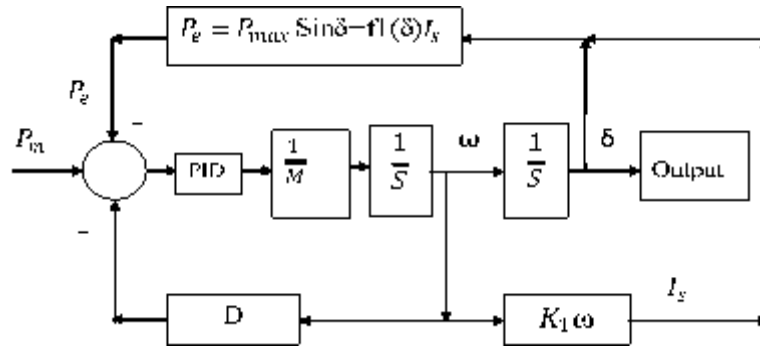 P_e = P_max Sinδ−f1(δ)I_s
P_e
−
P_m
PID
1/M
1/S
ω
1/S
δ
Output
−
D
K_1 ω
I_s